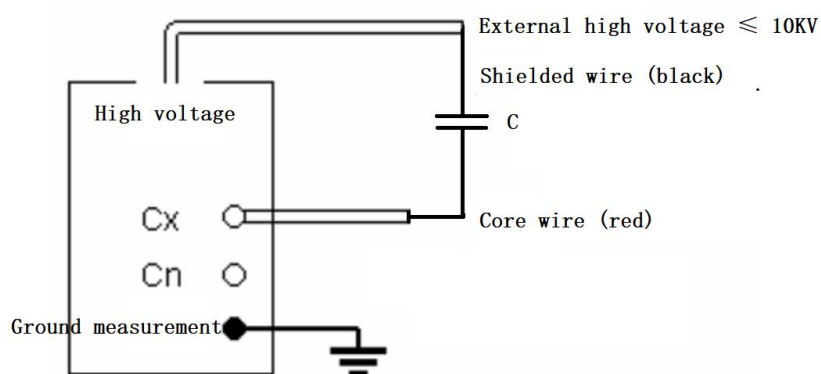 External high voltage ≤ 10KV
Shielded wire (black)
High voltage
C
Cx
Core wire (red)
Cn
Ground measurement